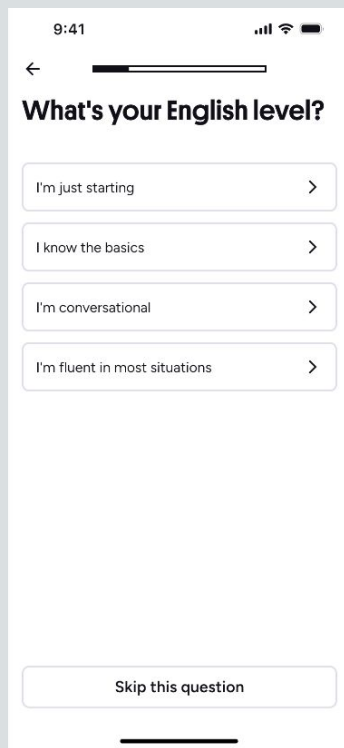 9:41
What's your English level?
I'm just starting
I know the basics
I'm conversational
I'm fluent in most situations
Skip this question